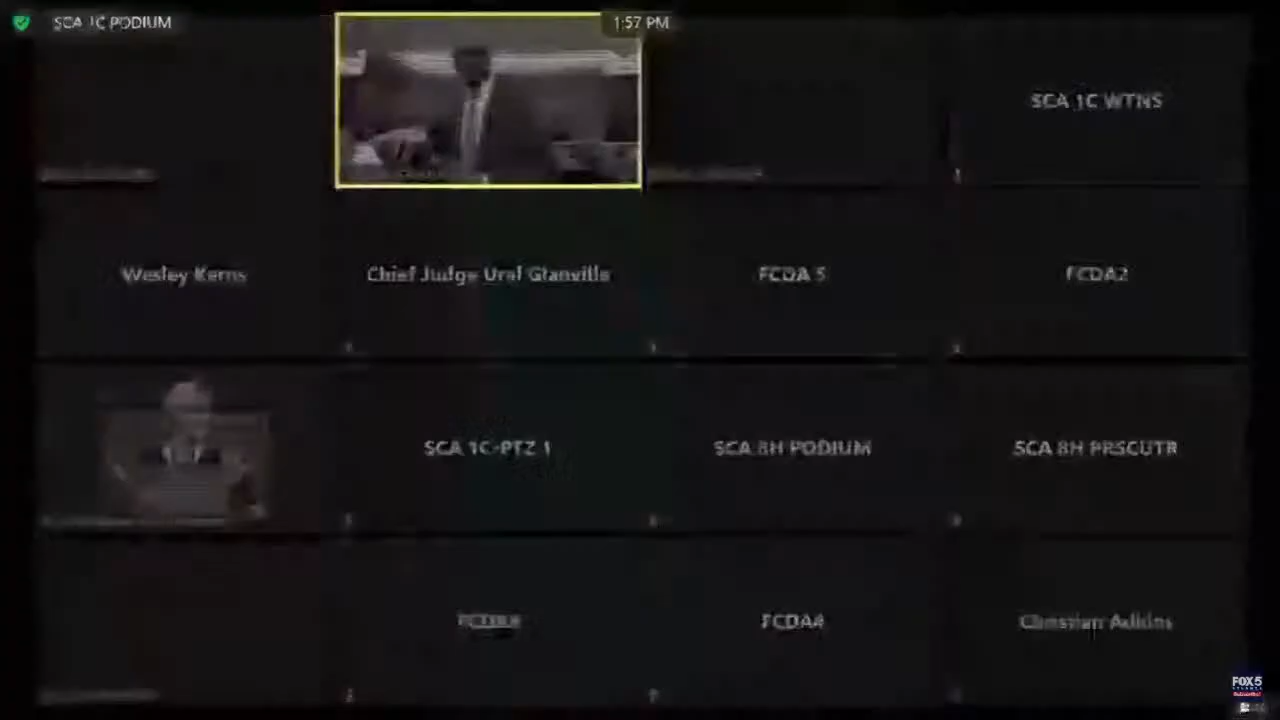 SCA 1C PODIUM
1:57 PM
SCA 1C WTNS
Wesley Kerns
Chief Judge Ural Glanville
FCDA 5
FCDA2
SCA 1C-PTZ 1
SCA 8H PODIUM
SCA 8H PRSCUTR
FCDA4
Christian Adkins
FOX 5
ATLANTA